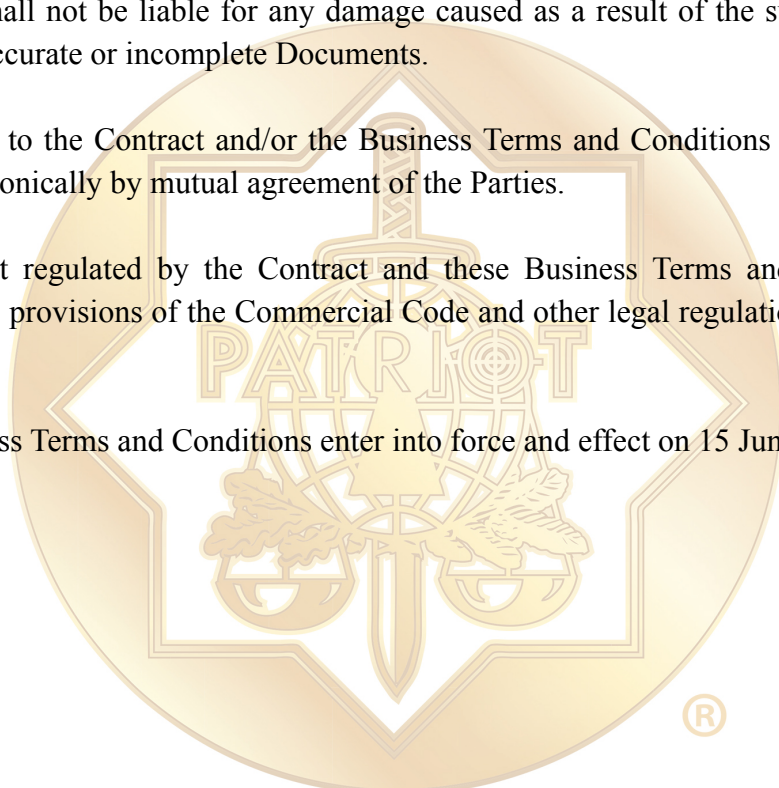 hall not be liable for any damage caused as a result of the s
ccurate or incomplete Documents.
to the Contract and/or the Business Terms and Conditions
onically by mutual agreement of the Parties.
t regulated by the Contract and these Business Terms an
provisions of the Commercial Code and other legal regulati
PATRIOT
ss Terms and Conditions enter into force and effect on 15 Jun
®